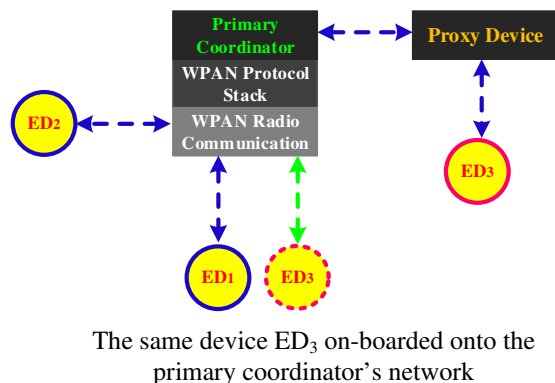 Primary
Coordinator
Proxy Device
WPAN Protocol
Stack
WPAN Radio
Communication
ED2
ED3
ED1
ED3
The same device ED3 on-boarded onto the
primary coordinator's network